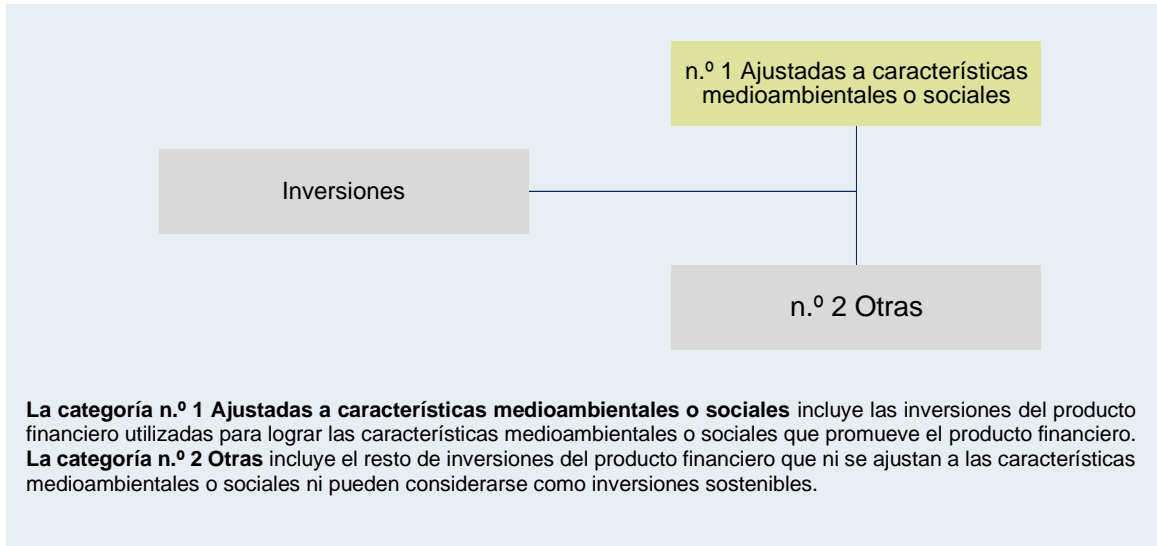 n.º 1 Ajustadas a características
medioambientales o sociales
Inversiones
n.º 2 Otras
La categoría n.º 1 Ajustadas a características medioambientales o sociales incluye las inversiones del producto
financiero utilizadas para lograr las características medioambientales o sociales que promueve el producto financiero.
La categoría n.º 2 Otras incluye el resto de inversiones del producto financiero que ni se ajustan a las características
medioambientales o sociales ni pueden considerarse como inversiones sostenibles.